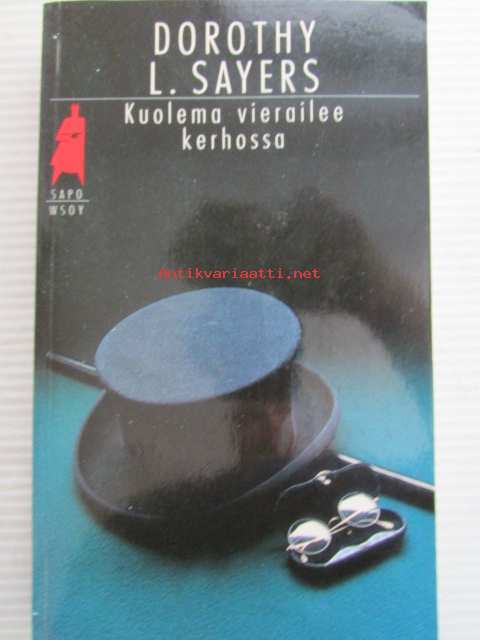 DOROTHY
L. SAYERS
Kuolema vierailee
kerhossa
SAPO
WSOY
Antikvariaatti.net